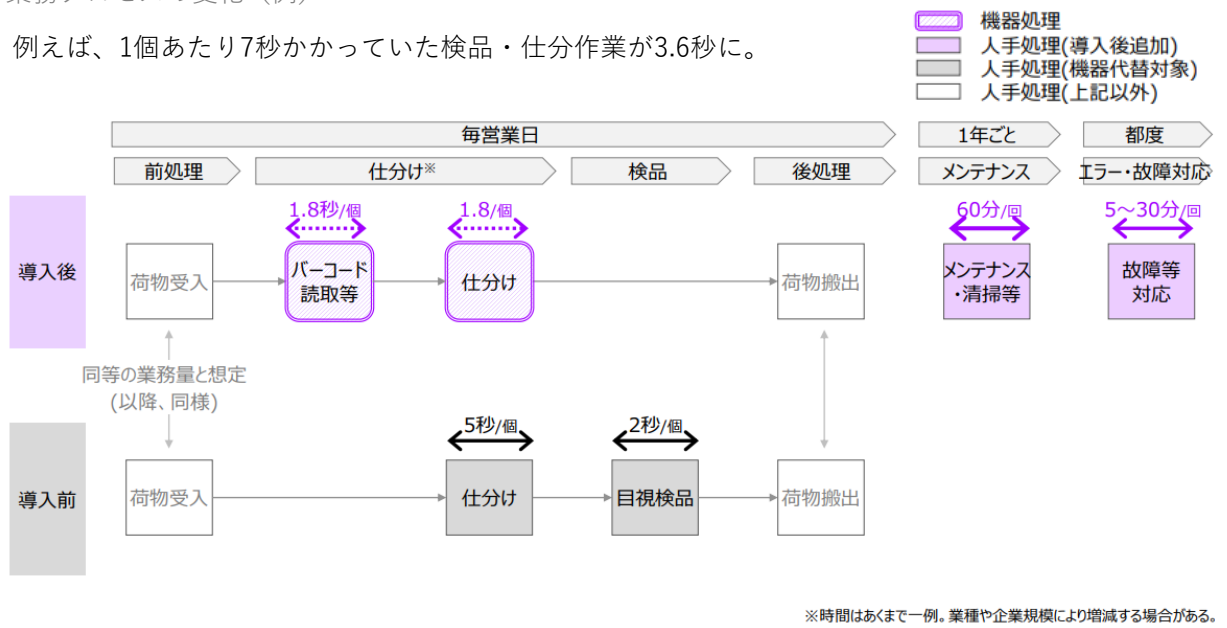 例えば、1個あたり7秒かかっていた検品・仕分作業が3.6秒に。
機器処理
人手処理(導入後追加)
人手処理(機器代替対象)
人手処理(上記以外)
毎営業日
1年ごと
都度
前処理
仕分け※
検品
後処理
メンテナンス
エラー・故障対応
1.8秒/個
1.8/個
60分/回
5～30分/回
導入後
荷物受入
バーコード
読取等
仕分け
荷物搬出
メンテナンス
・清掃等
故障等
対応
同等の業務量と想定
(以降、同様)
5秒/個
2秒/個
導入前
荷物受入
仕分け
目視検品
荷物搬出
※時間はあくまで一例。業種や企業規模により増減する場合がある。